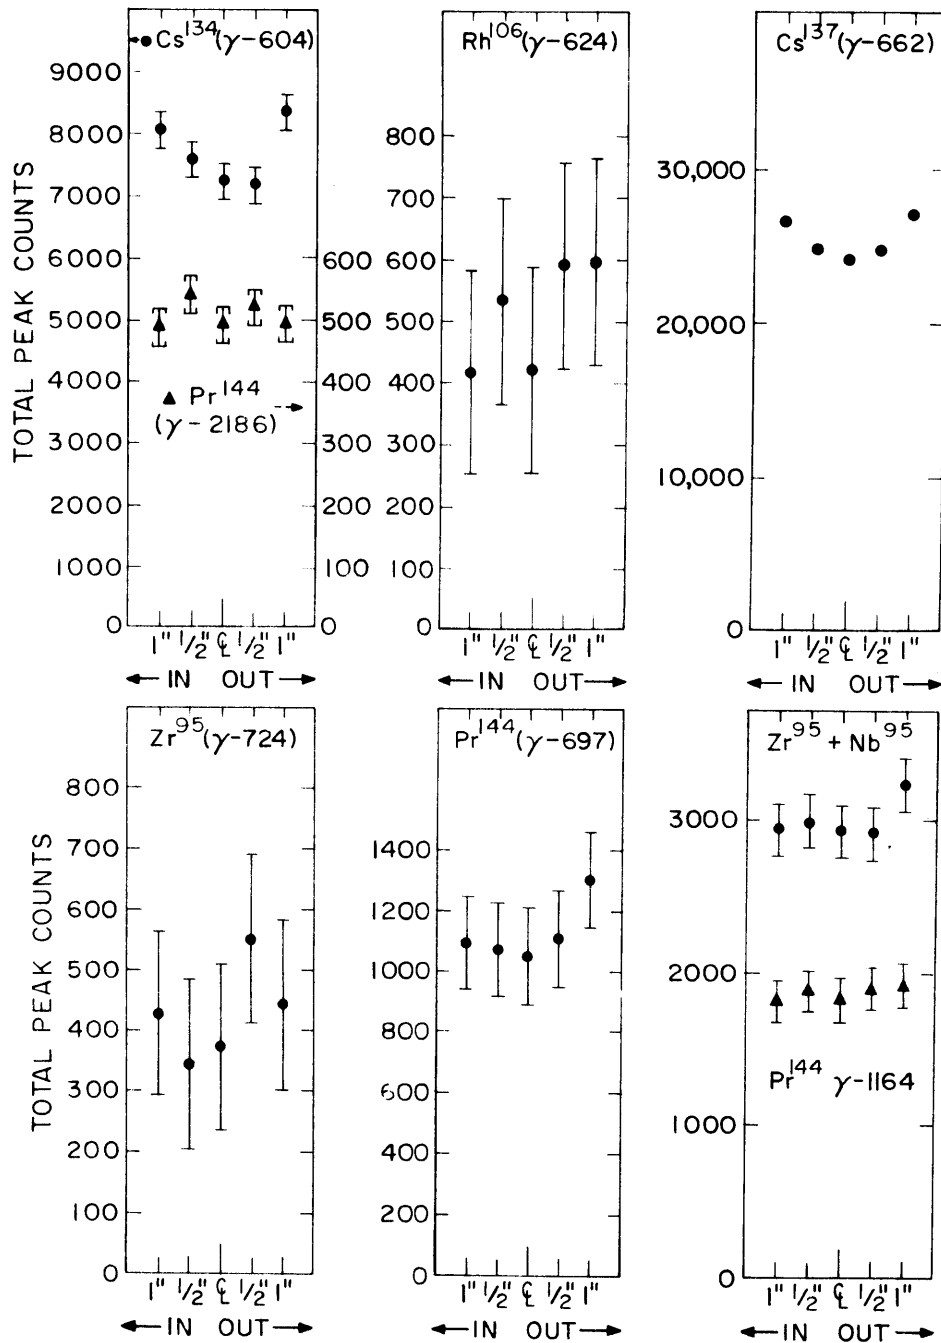 TOTAL PEAK COUNTS
Cs¹³⁴ (γ-604)
9000
8000
7000
6000
5000
4000
3000
2000
1000
0
▲ Pr¹⁴⁴
(γ-2186)
600
500
400
300
200
100
0
1" 1/2" ℄ 1/2" 1"
IN OUT
Rh¹⁰⁶ (γ-624)
800
700
600
500
400
300
200
100
0
1" 1/2" ℄ 1/2" 1"
IN OUT
Cs¹³⁷ (γ-662)
30,000
20,000
10,000
0
1" 1/2" ℄ 1/2" 1"
IN OUT
TOTAL PEAK COUNTS
Zr⁹⁵ (γ-724)
800
700
600
500
400
300
200
100
0
1" 1/2" ℄ 1/2" 1"
IN OUT
Pr¹⁴⁴ (γ-697)
1400
1200
1000
800
600
400
200
0
1" 1/2" ℄ 1/2" 1"
IN OUT
Zr⁹⁵ + Nb⁹⁵
3000
2000
1000
0
Pr¹⁴⁴ γ-1164
1" 1/2" ℄ 1/2" 1"
IN OUT